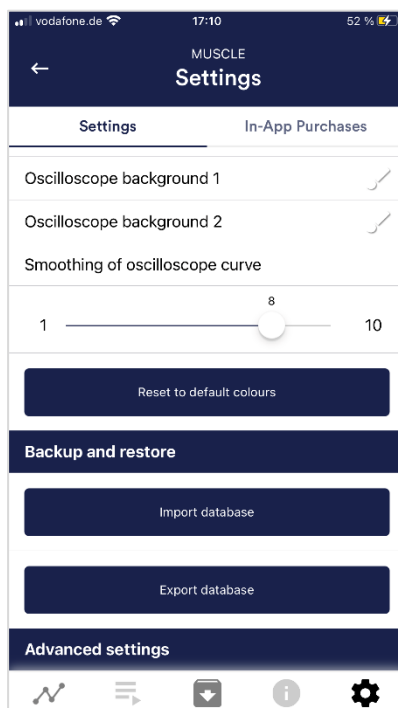 vodafone.de 17:10 52 %
MUSCLE
Settings
Settings In-App Purchases
Oscilloscope background 1
Oscilloscope background 2
Smoothing of oscilloscope curve
8
1 10
Reset to default colours
Backup and restore
Import database
Export database
Advanced settings